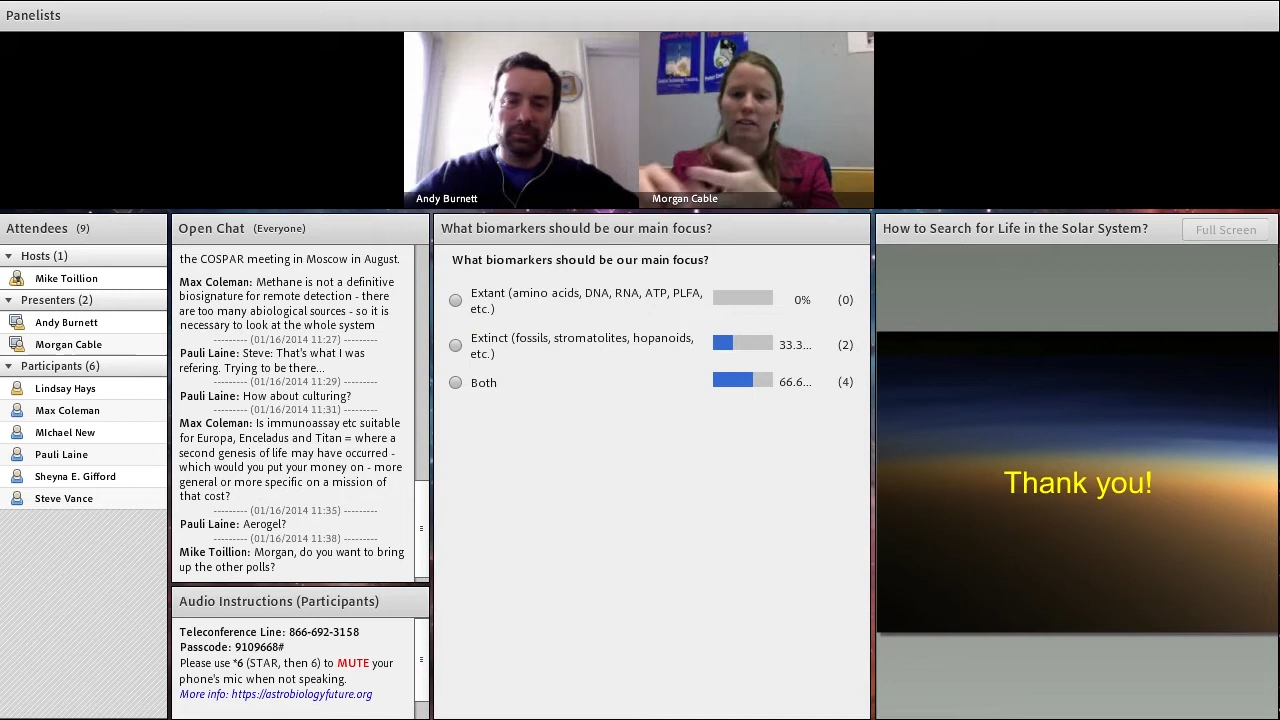 Panelists
Andy Burnett
Morgan Cable
Attendees (9)
Hosts (1)
Mike Toillion
Presenters (2)
Andy Burnett
Morgan Cable
Participants (6)
Lindsay Hays
Max Coleman
MIchael New
Pauli Laine
Sheyna E. Gifford
Steve Vance
Open Chat (Everyone)
the COSPAR meeting in Moscow in August.
Max Coleman: Methane is not a definitive
biosignature for remote detection - there
are too many abiological sources - so it is
necessary to look at the whole system
--------- (01/16/2014 11:27) ---------
Pauli Laine: Steve: That's what I was
refering. Trying to be there...
--------- (01/16/2014 11:29) ---------
Pauli Laine: How about culturing?
--------- (01/16/2014 11:31) ---------
Max Coleman: Is immunoassay etc suitable
for Europa, Enceladus and Titan = where a
second genesis of life may have occurred -
which would you put your money on - more
general or more specific on a mission of
that cost?
--------- (01/16/2014 11:35) ---------
Pauli Laine: Aerogel?
--------- (01/16/2014 11:38) ---------
Mike Toillion: Morgan, do you want to bring
up the other polls?
Audio Instructions (Participants)
Teleconference Line: 866-692-3158
Passcode: 9109668#
Please use *6 (STAR, then 6) to MUTE your
phone's mic when not speaking.
More info: https://astrobiologyfuture.org
What biomarkers should be our main focus?
What biomarkers should be our main focus?
Extant (amino acids, DNA, RNA, ATP, PLFA,
etc.)
0% (0)
Extinct (fossils, stromatolites, hopanoids,
etc.)
33.3... (2)
Both
66.6... (4)
How to Search for Life in the Solar System?
Full Screen
Thank you!